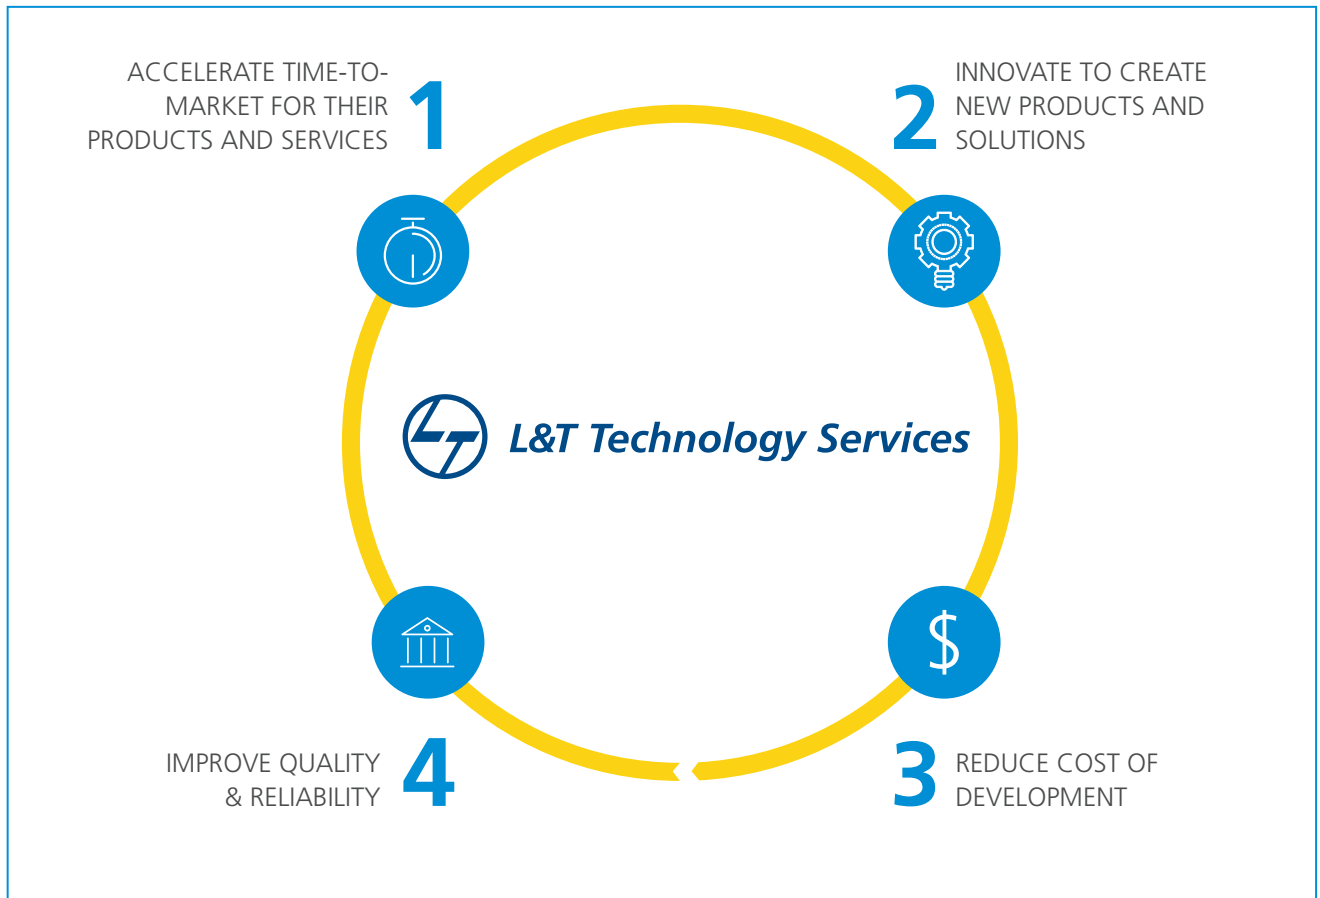 ACCELERATE TIME-TO-
MARKET FOR THEIR
PRODUCTS AND SERVICES
1
2
INNOVATE TO CREATE
NEW PRODUCTS AND
SOLUTIONS
LT L&T Technology Services
IMPROVE QUALITY
& RELIABILITY
4
3
REDUCE COST OF
DEVELOPMENT
$